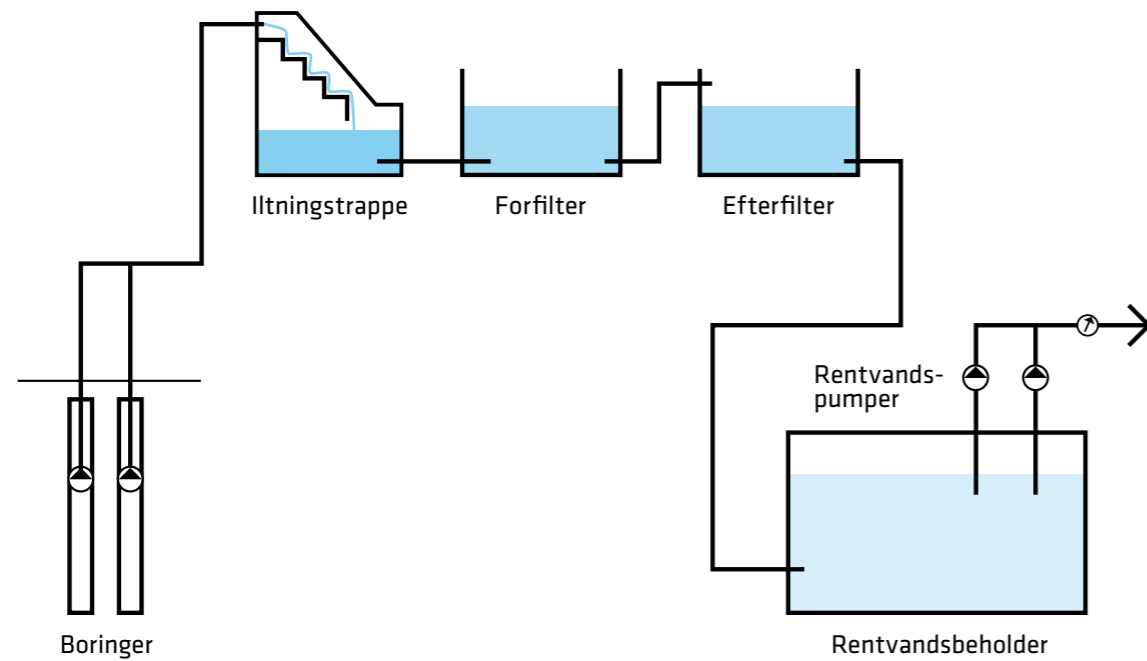 Iltningstrappe
Forfilter
Efterfilter
Rentvands-
pumper
Boringer
Rentvandsbeholder